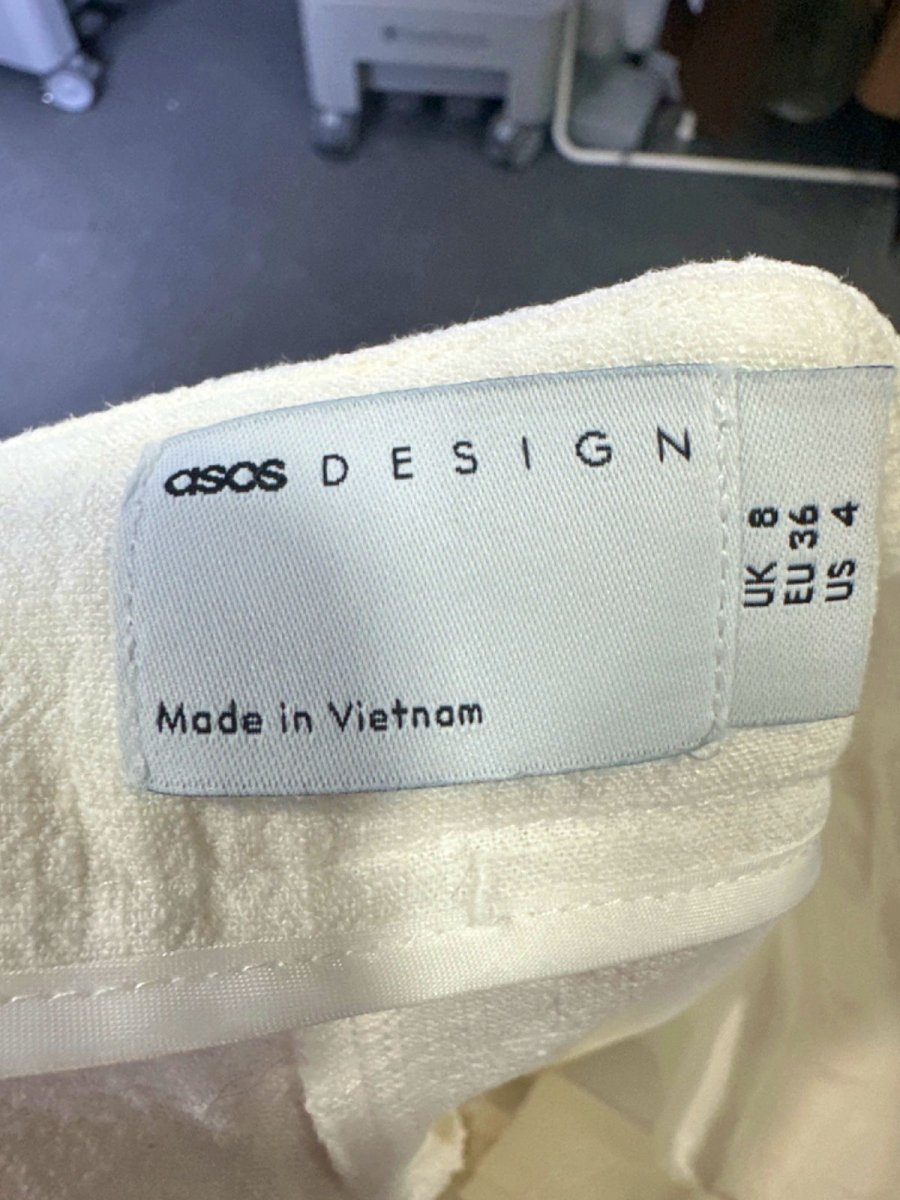 asos DESIGN
Made in Vietnam
UK 8
EU 36
US 4